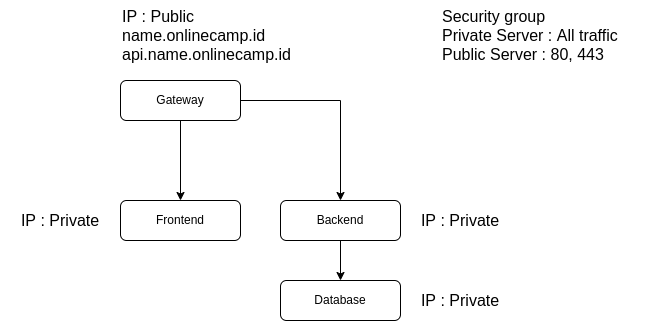 IP : Public
name.onlinecamp.id
api.name.onlinecamp.id
Security group
Private Server : All traffic
Public Server : 80, 443
Gateway
IP : Private
Frontend
Backend
IP : Private
Database
IP : Private